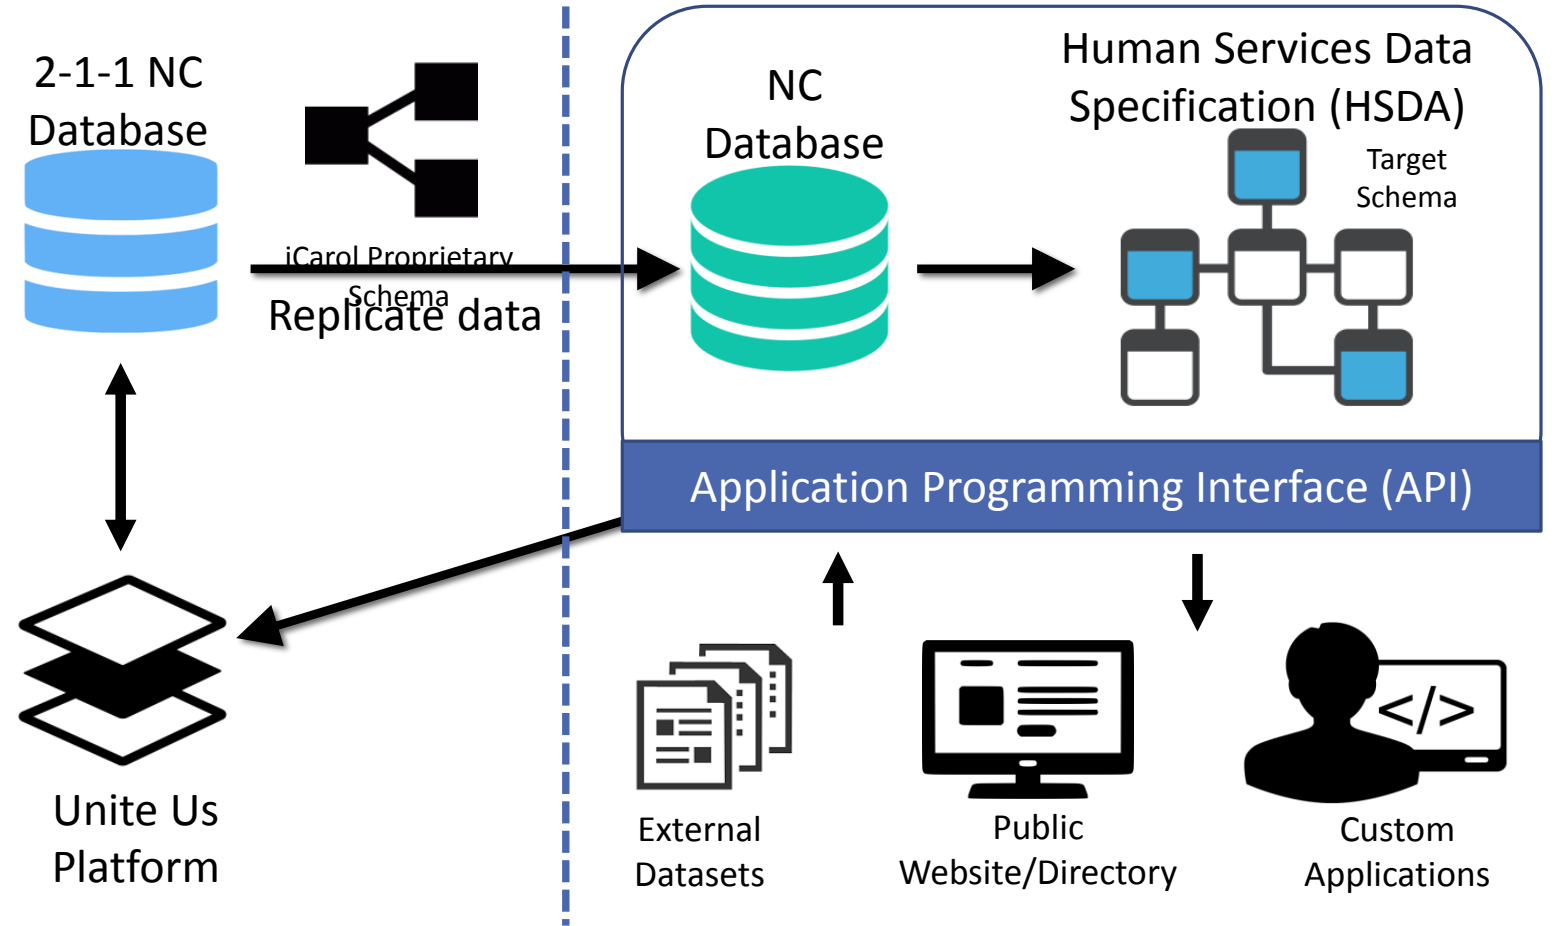 2-1-1 NC
Database
iCarol Proprietary
Schema
Replicate data
NC
Database
Human Services Data
Specification (HSDA)
Target
Schema
Application Programming Interface (API)
Unite Us
Platform
External
Datasets
Public
Website/Directory
</>
Custom
Applications